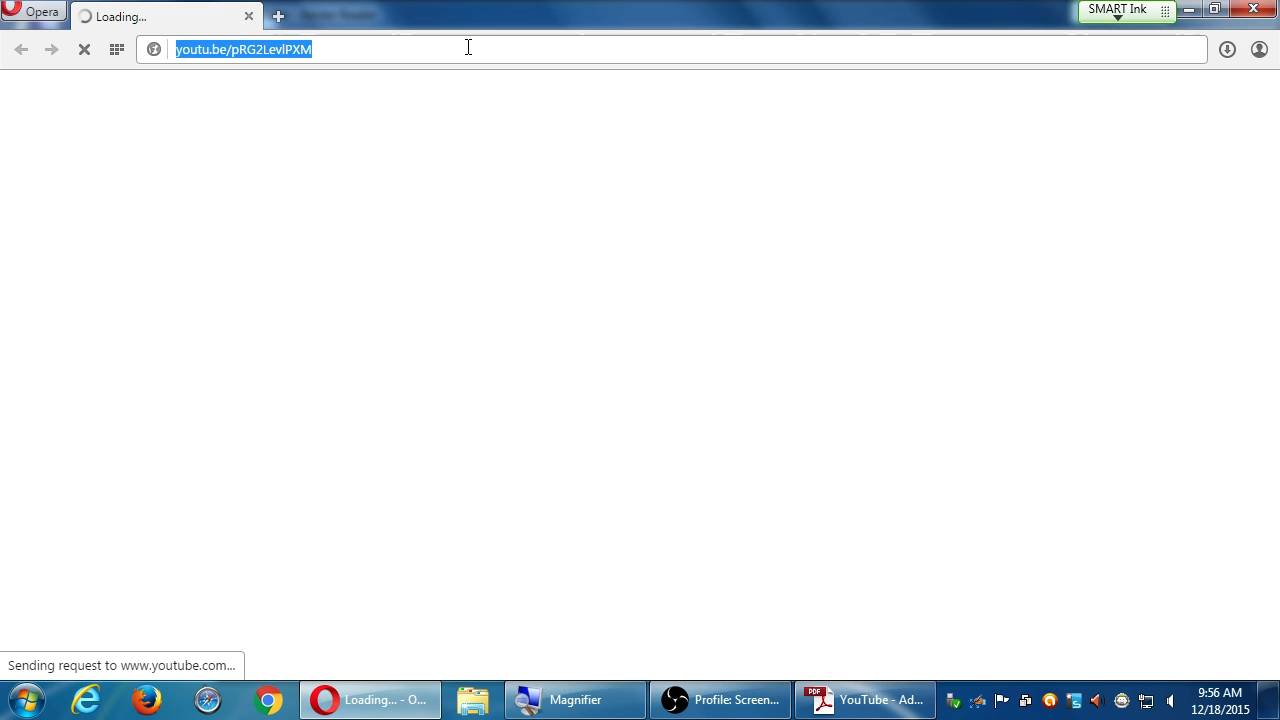 Opera
Loading...
SMART Ink
youtu.be/pRG2LevlPXM
Sending request to www.youtube.com...
Loading... - O...
Magnifier
Profile: Screen...
PDF
YouTube - Ad...
9:56 AM
12/18/2015